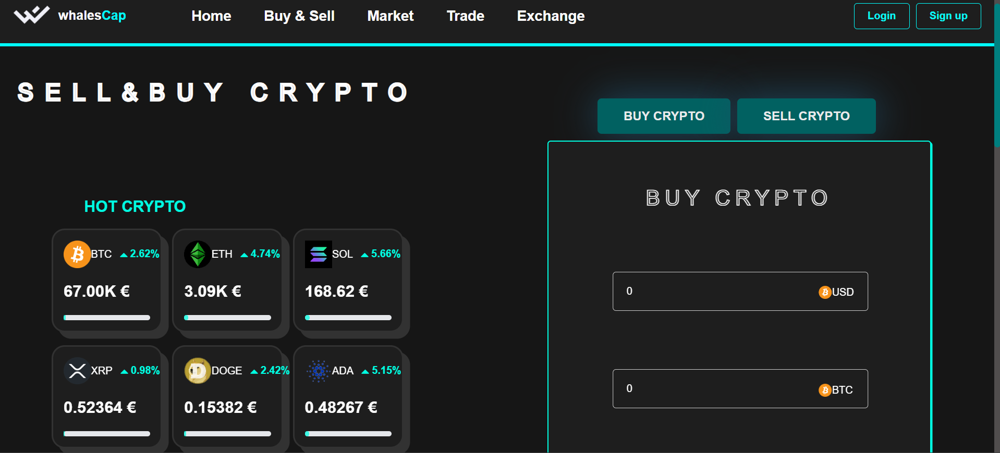 whalesCap Home Buy & Sell Market Trade Exchange Login Sign up
SELL&BUY CRYPTO
BUY CRYPTO SELL CRYPTO
BUY CRYPTO
HOT CRYPTO
BTC 2.62% ETH 4.74% SOL 5.66%
67.00K € 3.09K € 168.62 €
0 USD
XRP 0.98% DOGE 2.42% ADA 5.15%
0.52364 € 0.15382 € 0.48267 €
0 BTC